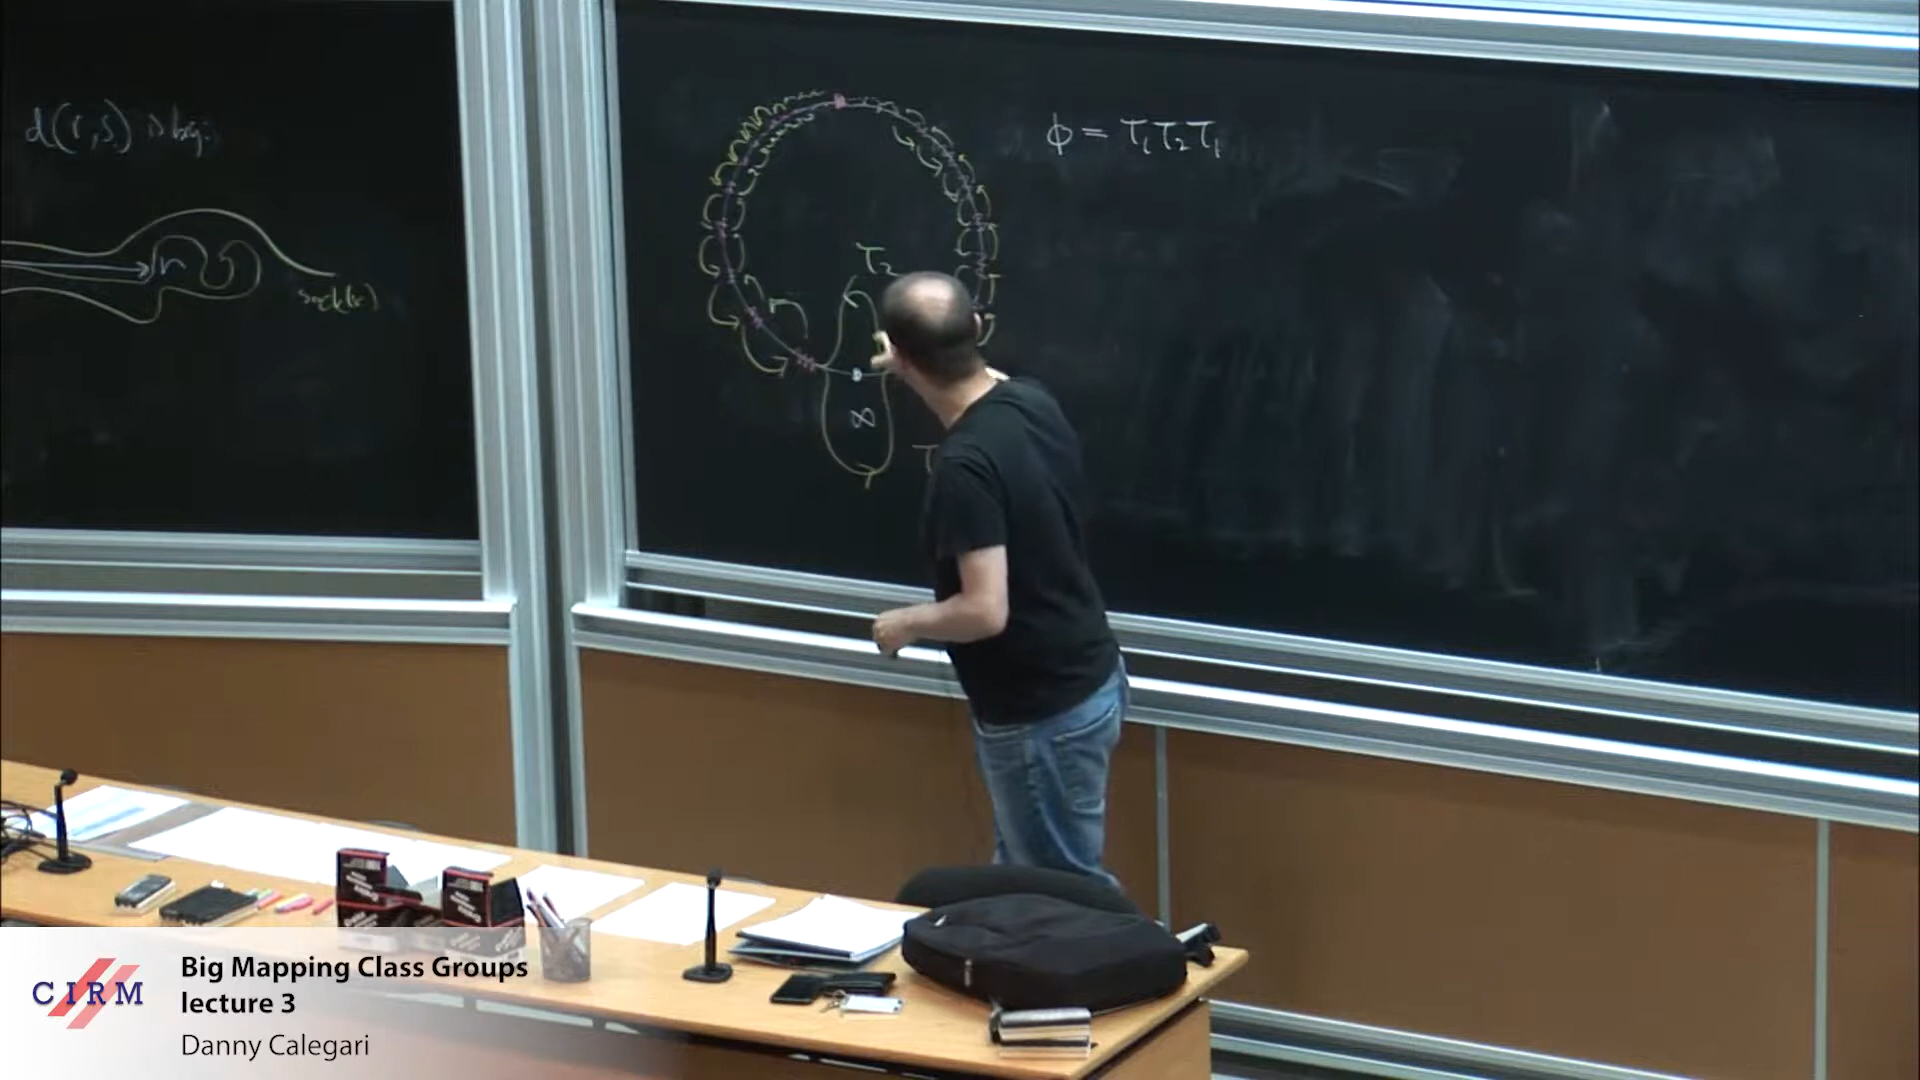 d(r,s) is big:
r
φ = T₁T₂T₁
T₂
∞
T
CIRM
Big Mapping Class Groups
lecture 3
Danny Calegari